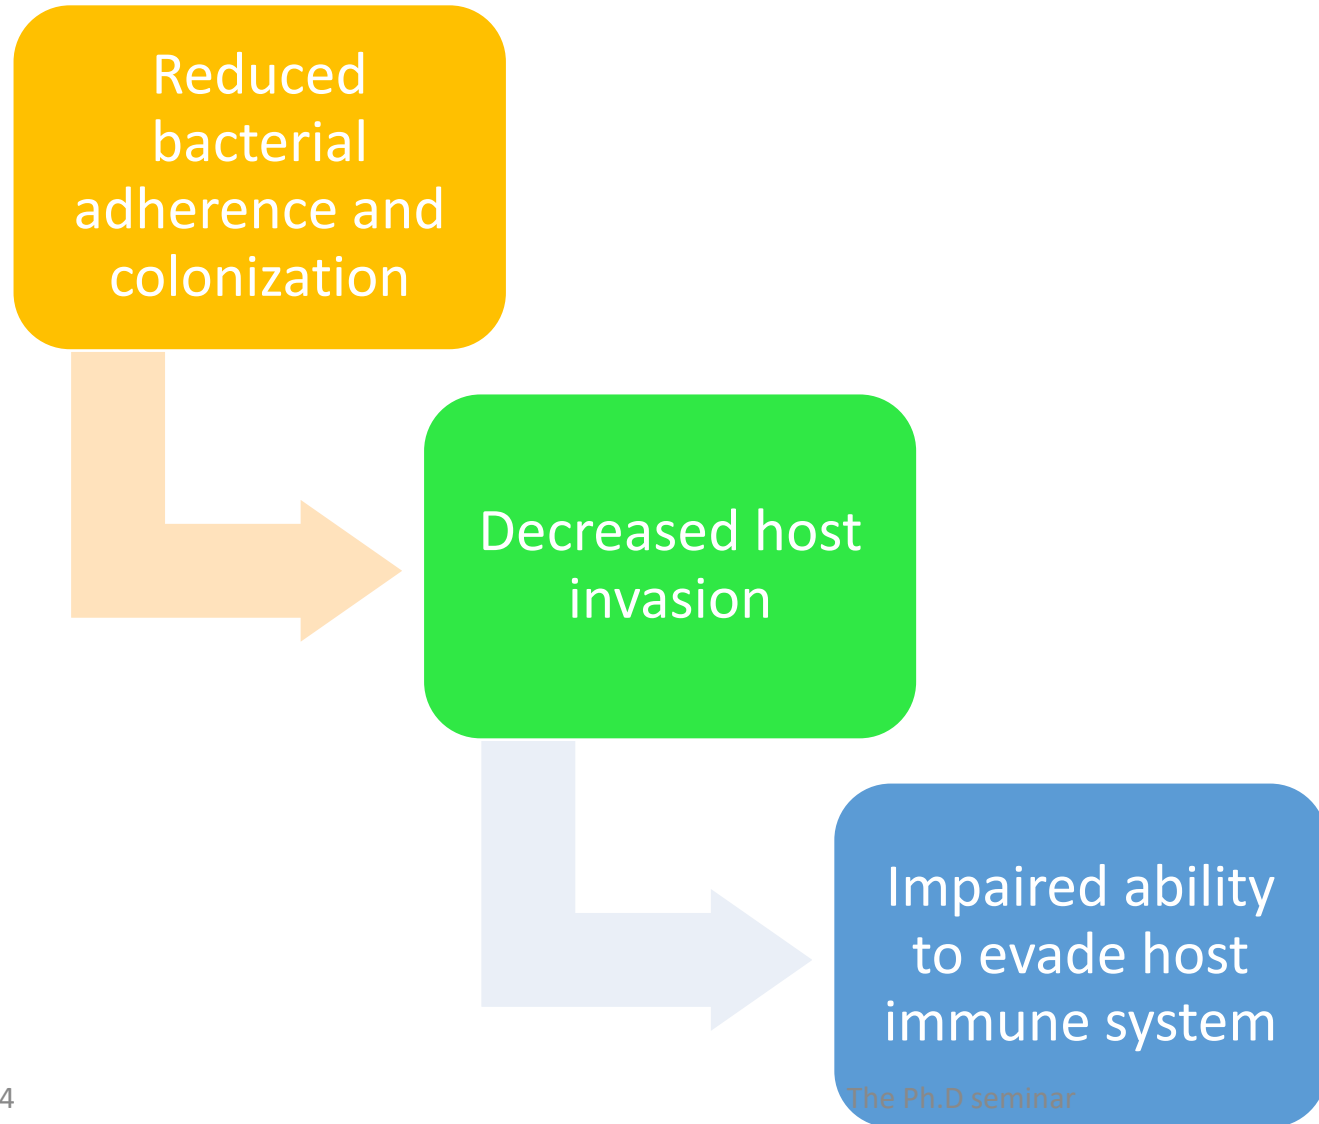 Reduced
bacterial
adherence and
colonization
Decreased host
invasion
Impaired ability
to evade host
immune system
4
The Ph.D seminar